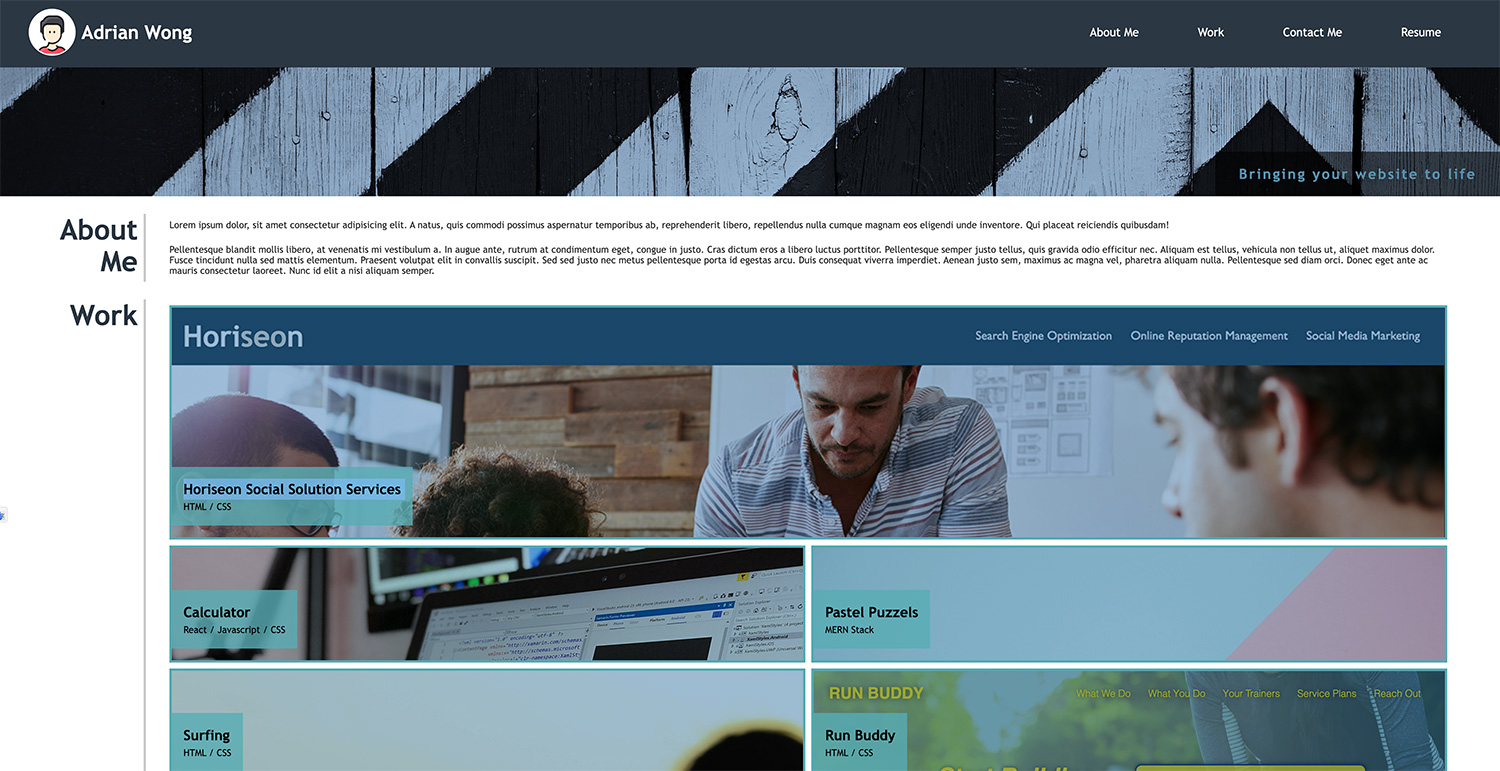 Adrian Wong
About Me
Work
Contact Me
Resume
Bringing your website to life
About
Me
Lorem ipsum dolor, sit amet consectetur adipisicing elit. A natus, quis commodi possimus aspernatur temporibus ab, reprehenderit libero, repellendus nulla cumque magnam eos eligendi unde inventore. Qui placeat reiciendis quibusdam!
Pellentesque blandit mollis libero, at venenatis mi vestibulum a. In augue ante, rutrum at condimentum eget, congue in justo. Cras dictum eros a libero luctus porttitor. Pellentesque semper justo tellus, quis gravida odio efficitur nec. Aliquam est tellus, vehicula non tellus ut, aliquet maximus dolor.
Fusce tincidunt nulla sed mattis elementum. Praesent volutpat elit in convallis suscipit. Sed sed justo nec metus pellentesque porta id egestas arcu. Duis consequat viverra imperdiet. Aenean justo sem, maximus ac magna vel, pharetra aliquam nulla. Pellentesque sed diam orci. Donec eget ante ac
mauris consectetur laoreet. Nunc id elit a nisi aliquam semper.
Work
Horiseon
Search Engine Optimization
Online Reputation Management
Social Media Marketing
Horiseon Social Solution Services
HTML / CSS
Calculator
React / Javascript / CSS
Pastel Puzzels
MERN Stack
Surfing
HTML / CSS
RUN BUDDY
What We Do
What You Do
Your Trainers
Service Plans
Reach Out
Run Buddy
HTML / CSS